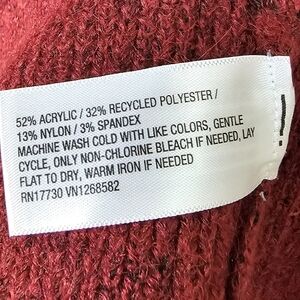 52% ACRYLIC / 32% RECYCLED POLYESTER /
13% NYLON / 3% SPANDEX
MACHINE WASH COLD WITH LIKE COLORS, GENTLE
CYCLE, ONLY NON-CHLORINE BLEACH IF NEEDED, LAY
FLAT TO DRY, WARM IRON IF NEEDED
RN17730 VN1268582